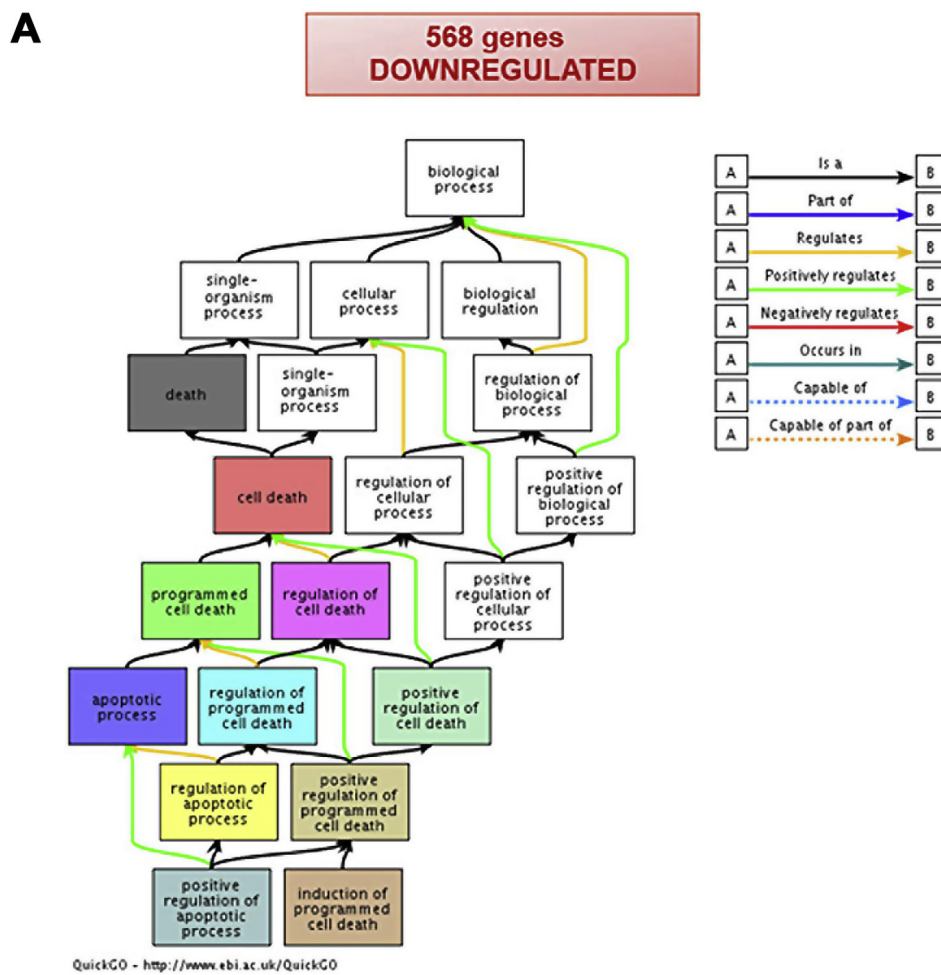 A
568 genes
DOWNREGULATED
biological
process
single-
organism
process
cellular
process
biological
regulation
death
single-
organism
process
regulation of
biological
process
cell death
regulation of
cellular
process
positive
regulation of
biological
process
programmed
cell death
regulation of
cell death
positive
regulation of
cellular
process
apoptotic
process
regulation of
programmed
cell death
positive
regulation of
cell death
regulation of
apoptotic
process
positive
regulation of
programmed
cell death
positive
regulation of
apoptotic
process
induction of
programmed
cell death
QuickGO - http://www.ebi.ac.uk/QuickGO
A Is a B
A Part of B
A Regulates B
A Positively regulates B
A Negatively regulates B
A Occurs in B
A Capable of B
A Capable of part of B